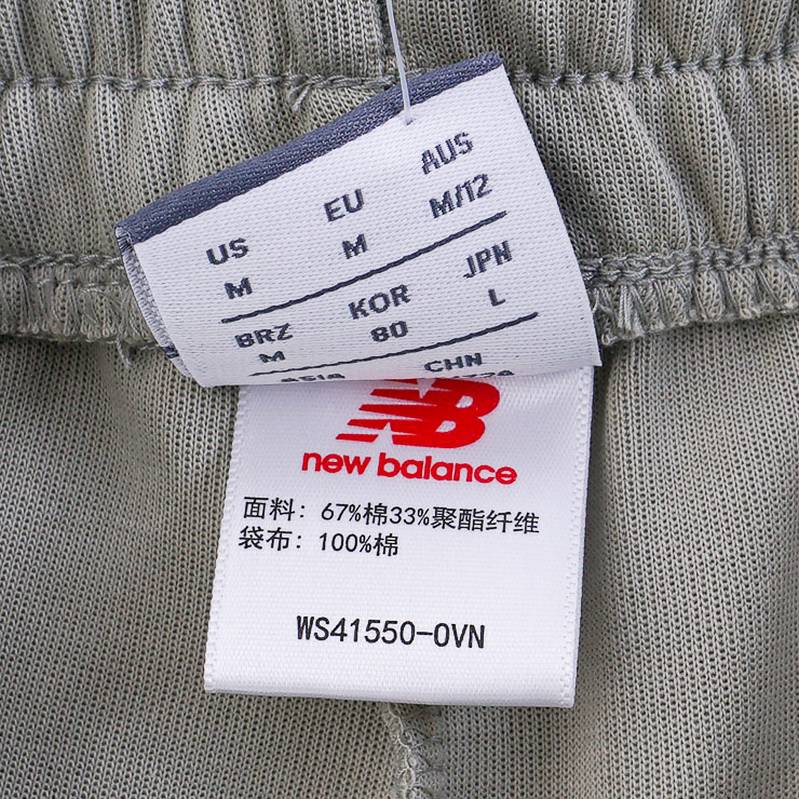 US EU AUS
M M M/12
BRZ KOR JPN
M 80 L
CHN
new balance
面料：67%棉33%聚酯纤维
袋布：100%棉
WS41550-OVN